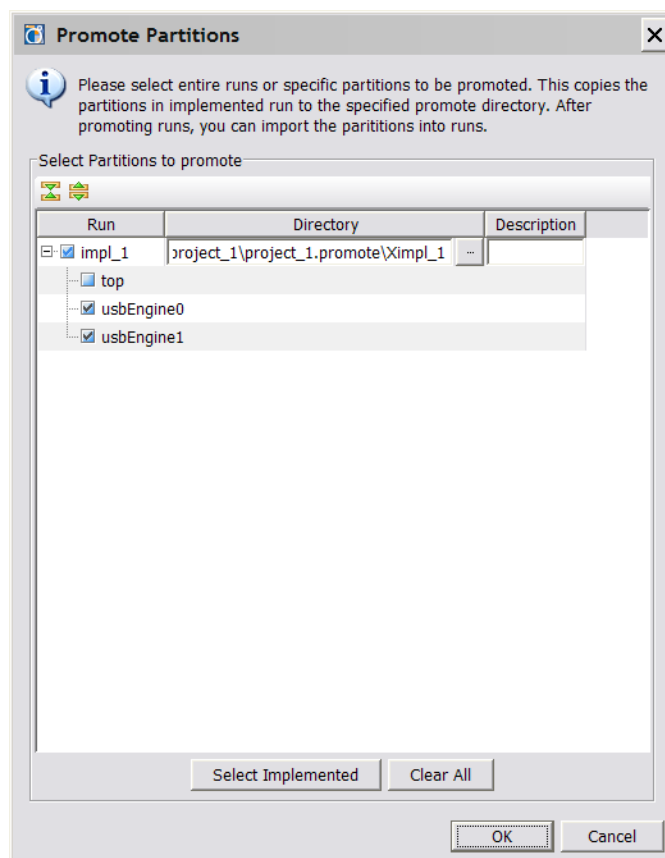 Promote Partitions
Please select entire runs or specific partitions to be promoted. This copies the
partitions in implemented run to the specified promote directory. After
promoting runs, you can import the parititions into runs.
Select Partitions to promote
Run Directory Description
impl_1 project_1\project_1.promote\Ximpl_1 ...
top
usbEngine0
usbEngine1
Select Implemented Clear All
OK Cancel